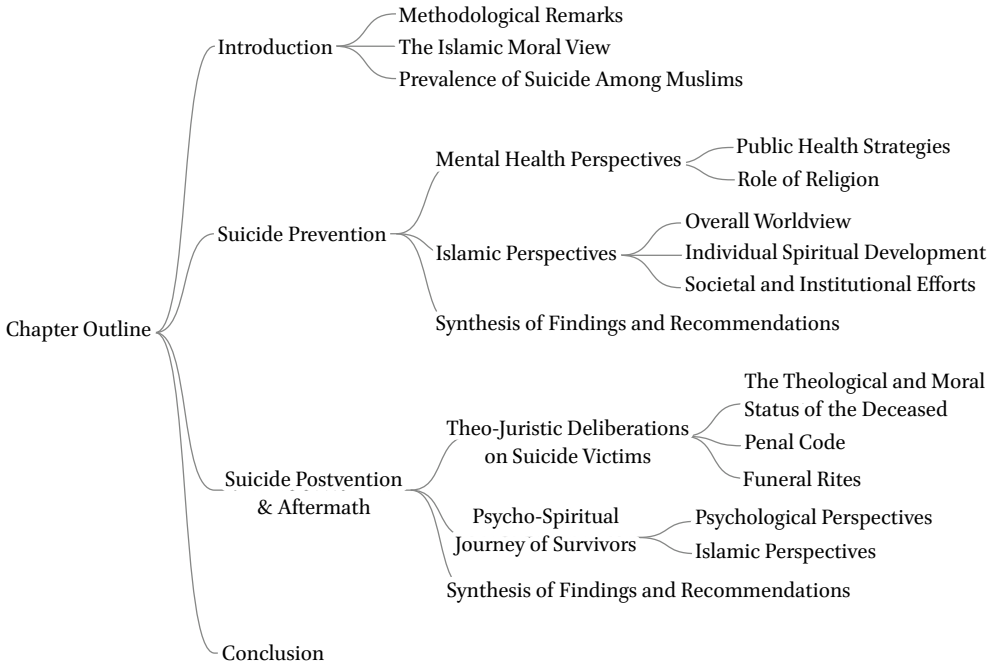 Chapter Outline
Introduction
Methodological Remarks
The Islamic Moral View
Prevalence of Suicide Among Muslims
Suicide Prevention
Mental Health Perspectives
Public Health Strategies
Role of Religion
Islamic Perspectives
Overall Worldview
Individual Spiritual Development
Societal and Institutional Efforts
Synthesis of Findings and Recommendations
Suicide Postvention
& Aftermath
Theo-Juristic Deliberations
on Suicide Victims
The Theological and Moral
Status of the Deceased
Penal Code
Funeral Rites
Psycho-Spiritual
Journey of Survivors
Psychological Perspectives
Islamic Perspectives
Synthesis of Findings and Recommendations
Conclusion